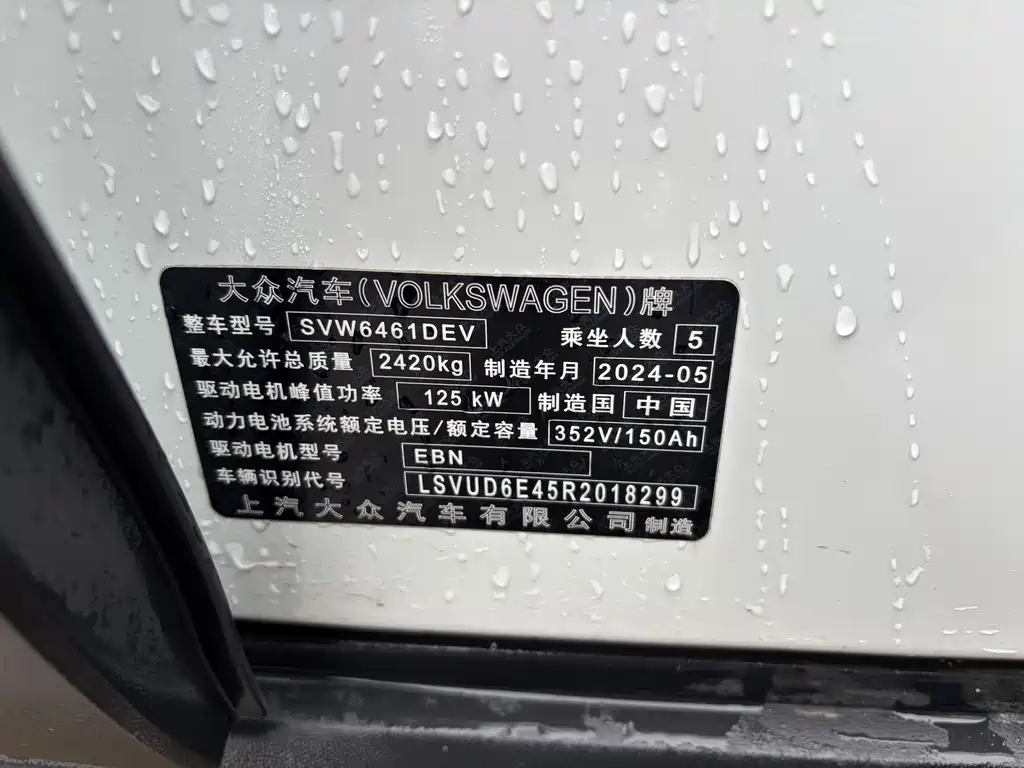 大众汽车(VOLKSWAGEN)牌
整车型号 SVW6461DEV 乘坐人数 5
最大允许总质量 2420kg 制造年月 2024-05
驱动电机峰值功率 125 kW 制造国 中国
动力电池系统额定电压/额定容量 352V/150Ah
驱动电机型号 EBN
车辆识别代号 LSVUD6E45R2018299
上汽大众汽车有限公司 制造